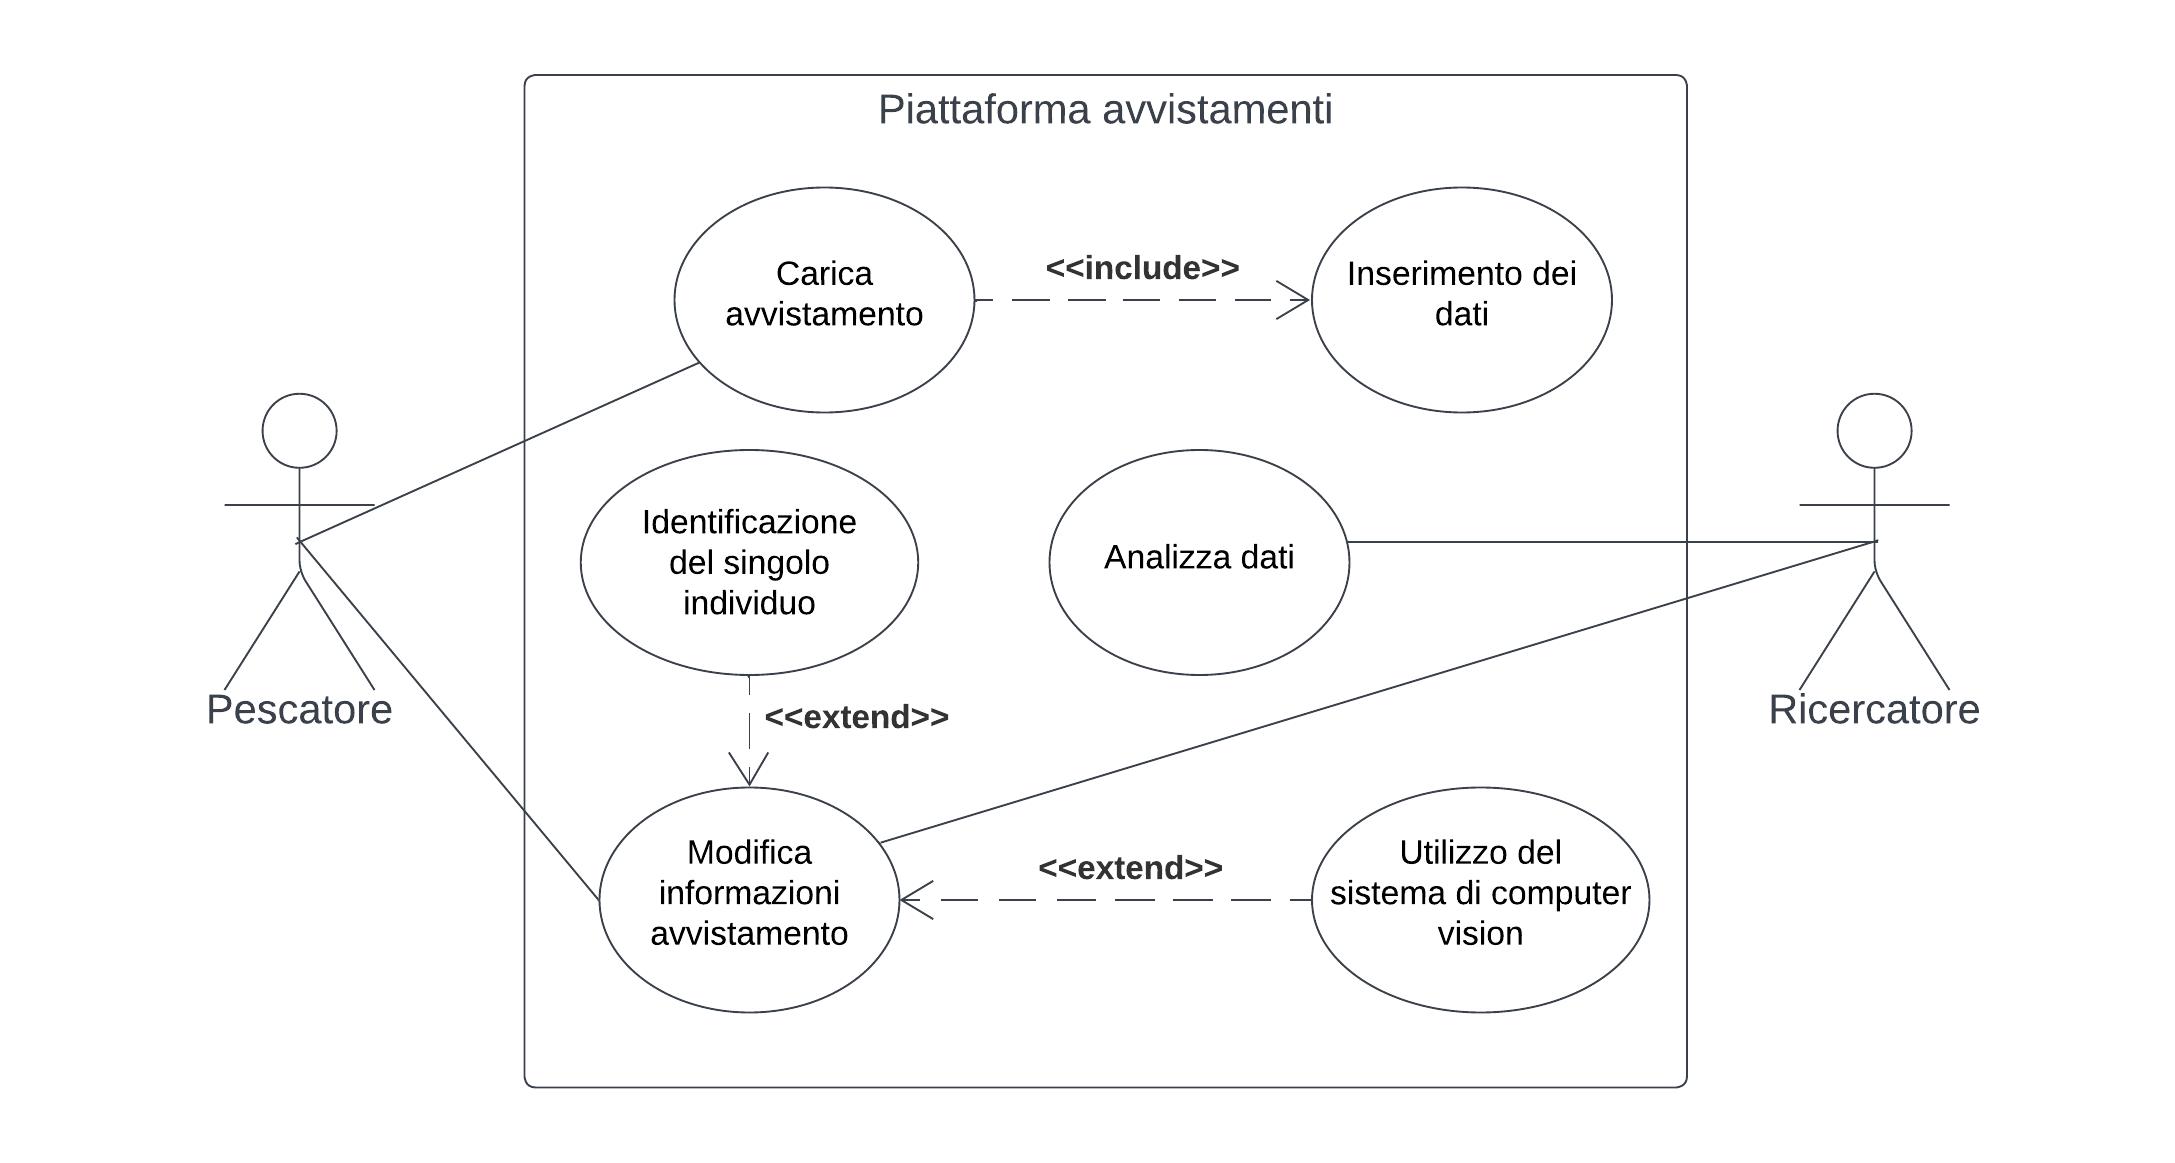 Piattaforma avvistamenti
Carica
avvistamento
<<include>>
Inserimento dei
dati
Identificazione
del singolo
individuo
Analizza dati
Pescatore
<<extend>>
Ricercatore
Modifica
informazioni
avvistamento
<<extend>>
Utilizzo del
sistema di computer
vision